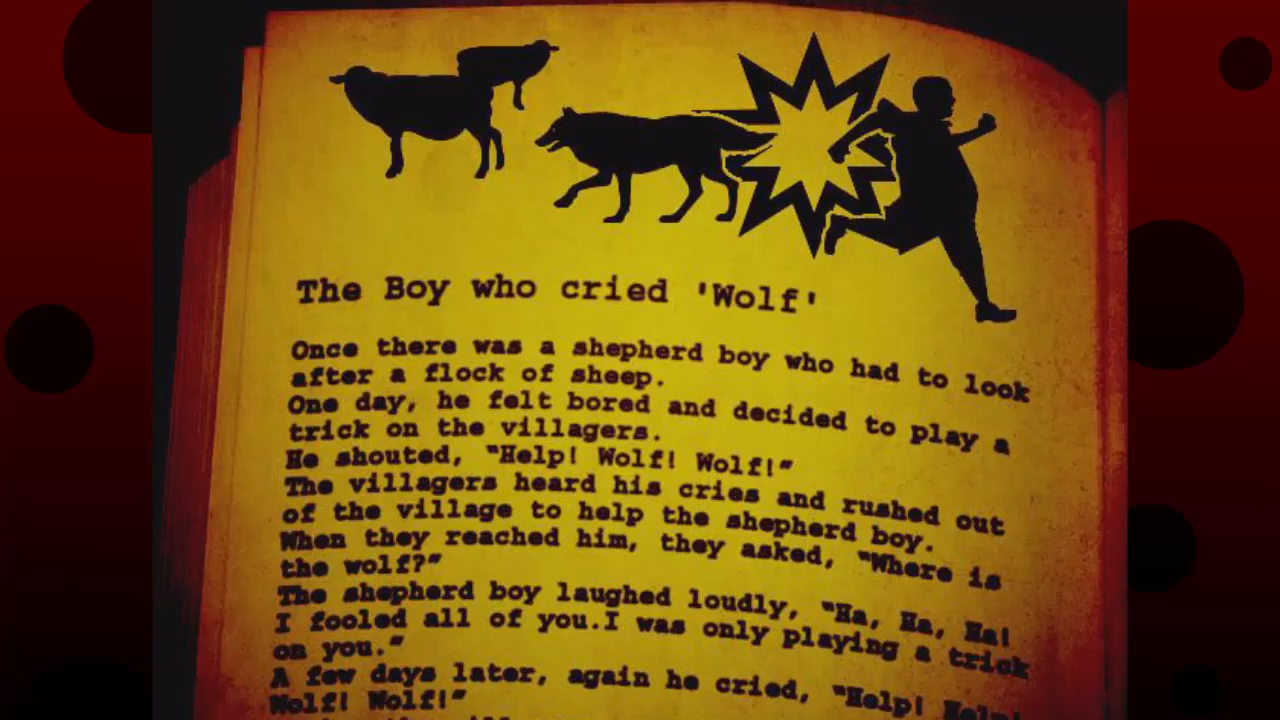 The Boy who cried 'Wolf'
Once there was a shepherd boy who had to look
after a flock of sheep.
One day, he felt bored and decided to play a
trick on the villagers.
He shouted, "Help! Wolf! Wolf!"
The villagers heard his cries and rushed out
of the village to help the shepherd boy.
When they reached him, they asked, "Where is
the wolf?"
The shepherd boy laughed loudly, "Ha, Ha, Ha!
I fooled all of you.I was only playing a trick
on you."
A few days later, again he cried, "Help! Help!
Wolf! Wolf!"